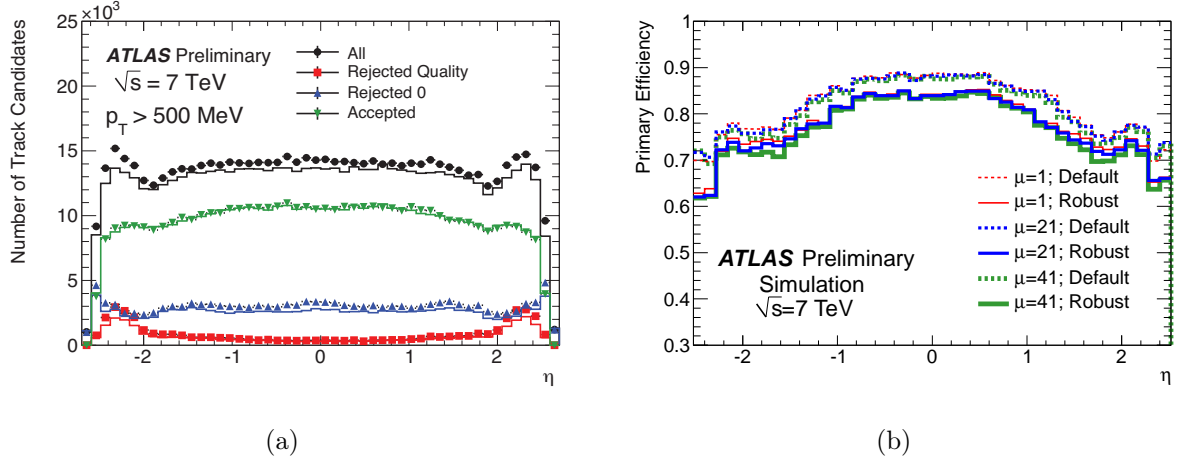 25 ×10³
20
15
10
5
0
Number of Track Candidates
ATLAS Preliminary
√s = 7 TeV
p_T > 500 MeV
All
Rejected Quality
Rejected 0
Accepted
-2 -1 0 1 2
η
(a)
1
0.9
0.8
0.7
0.6
0.5
0.4
0.3
Primary Efficiency
μ=1; Default
μ=1; Robust
μ=21; Default
μ=21; Robust
μ=41; Default
μ=41; Robust
ATLAS Preliminary
Simulation
√s=7 TeV
-2 -1 0 1 2
η
(b)